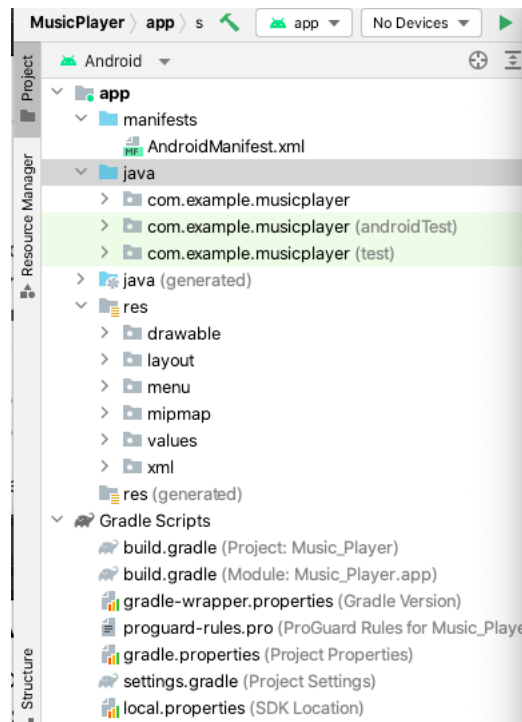 MusicPlayer 〉 app 〉 s app No Devices
Project
Android
app
manifests
MF AndroidManifest.xml
java
com.example.musicplayer
com.example.musicplayer (androidTest)
com.example.musicplayer (test)
java (generated)
res
drawable
layout
menu
mipmap
values
xml
res (generated)
Gradle Scripts
build.gradle (Project: Music_Player)
build.gradle (Module: Music_Player.app)
gradle-wrapper.properties (Gradle Version)
proguard-rules.pro (ProGuard Rules for Music_Playe
gradle.properties (Project Properties)
settings.gradle (Project Settings)
local.properties (SDK Location)
Resource Manager
Structure